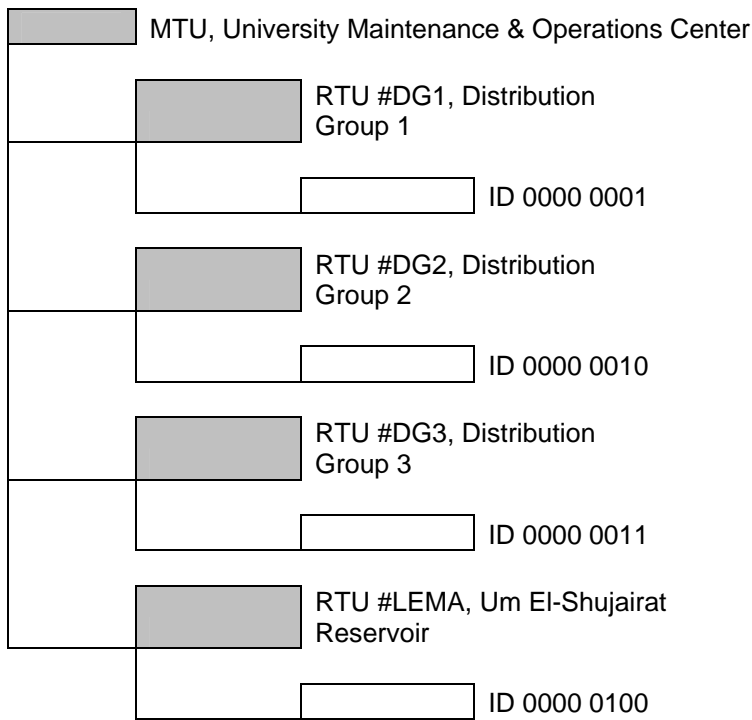 MTU, University Maintenance & Operations Center
RTU #DG1, Distribution
Group 1
ID 0000 0001
RTU #DG2, Distribution
Group 2
ID 0000 0010
RTU #DG3, Distribution
Group 3
ID 0000 0011
RTU #LEMA, Um El-Shujairat
Reservoir
ID 0000 0100